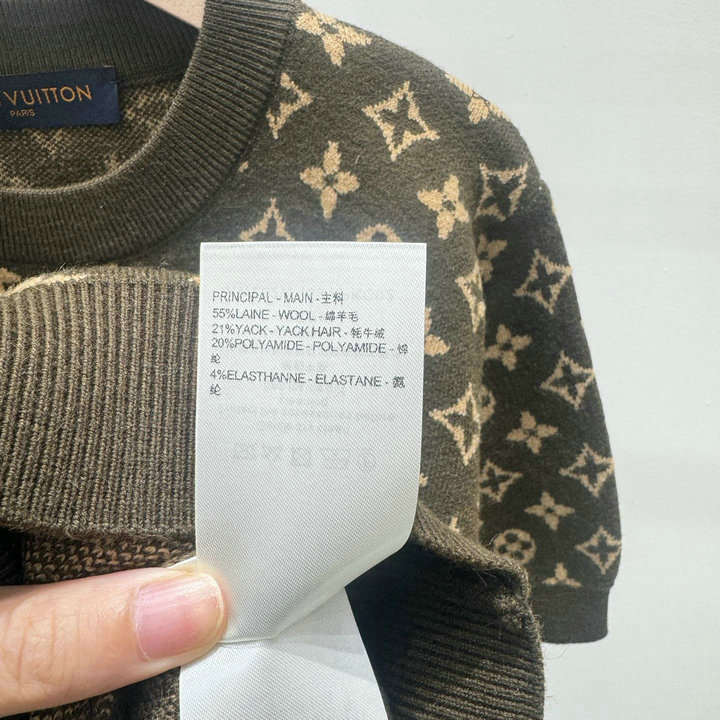 VUITTON
PARIS
PRINCIPAL - MAIN - 主料
55%LAINE - WOOL - 绵羊毛
21%YACK - YACK HAIR - 牦牛绒
20%POLYAMIDE - POLYAMIDE - 锦
纶
4%ELASTHANNE - ELASTANE - 氨
纶